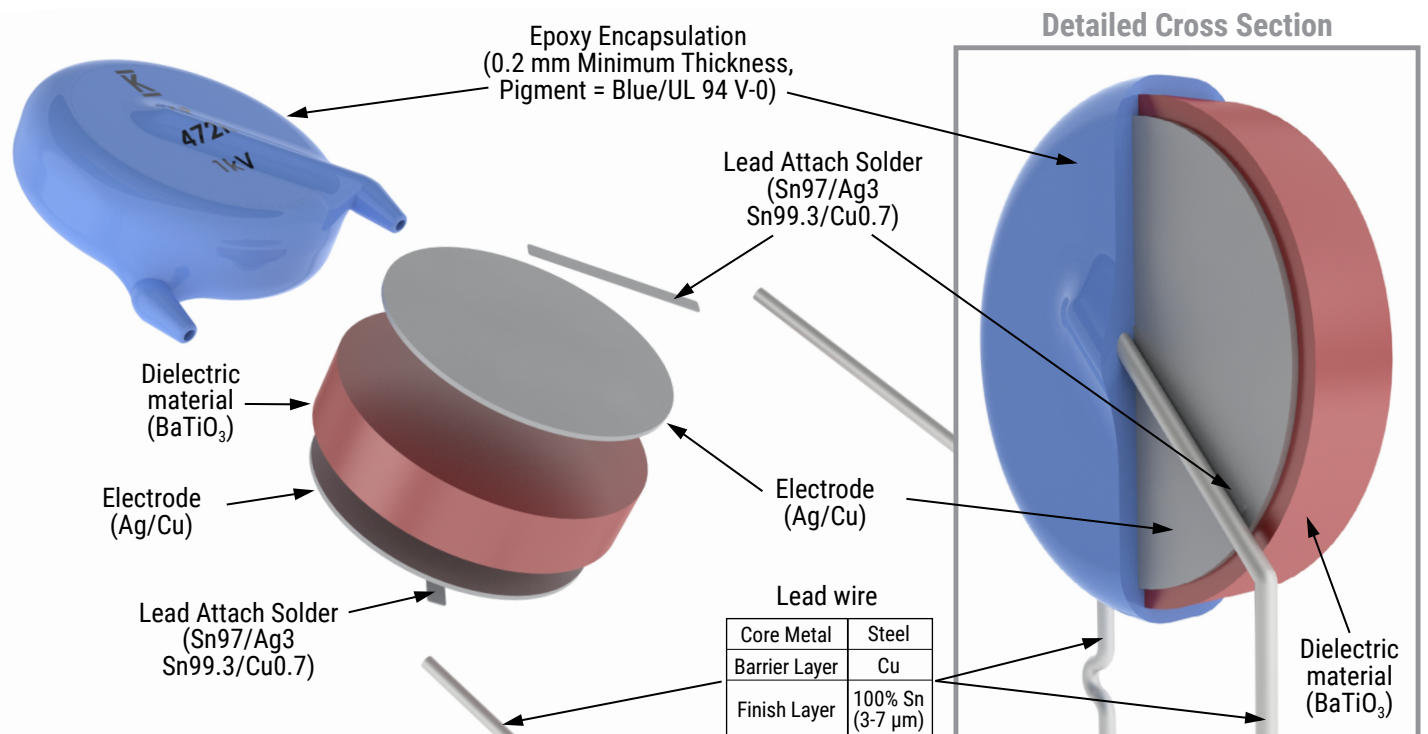 Detailed Cross Section
Epoxy Encapsulation
(0.2 mm Minimum Thickness,
Pigment = Blue/UL 94 V-0)
472
1kV
Lead Attach Solder
(Sn97/Ag3
Sn99.3/Cu0.7)
Dielectric
material
(BaTiO₃)
Electrode
(Ag/Cu)
Electrode
(Ag/Cu)
Lead Attach Solder
(Sn97/Ag3
Sn99.3/Cu0.7)
Lead wire
Core Metal Steel
Barrier Layer Cu
Finish Layer 100% Sn
(3-7 µm)
Dielectric
material
(BaTiO₃)